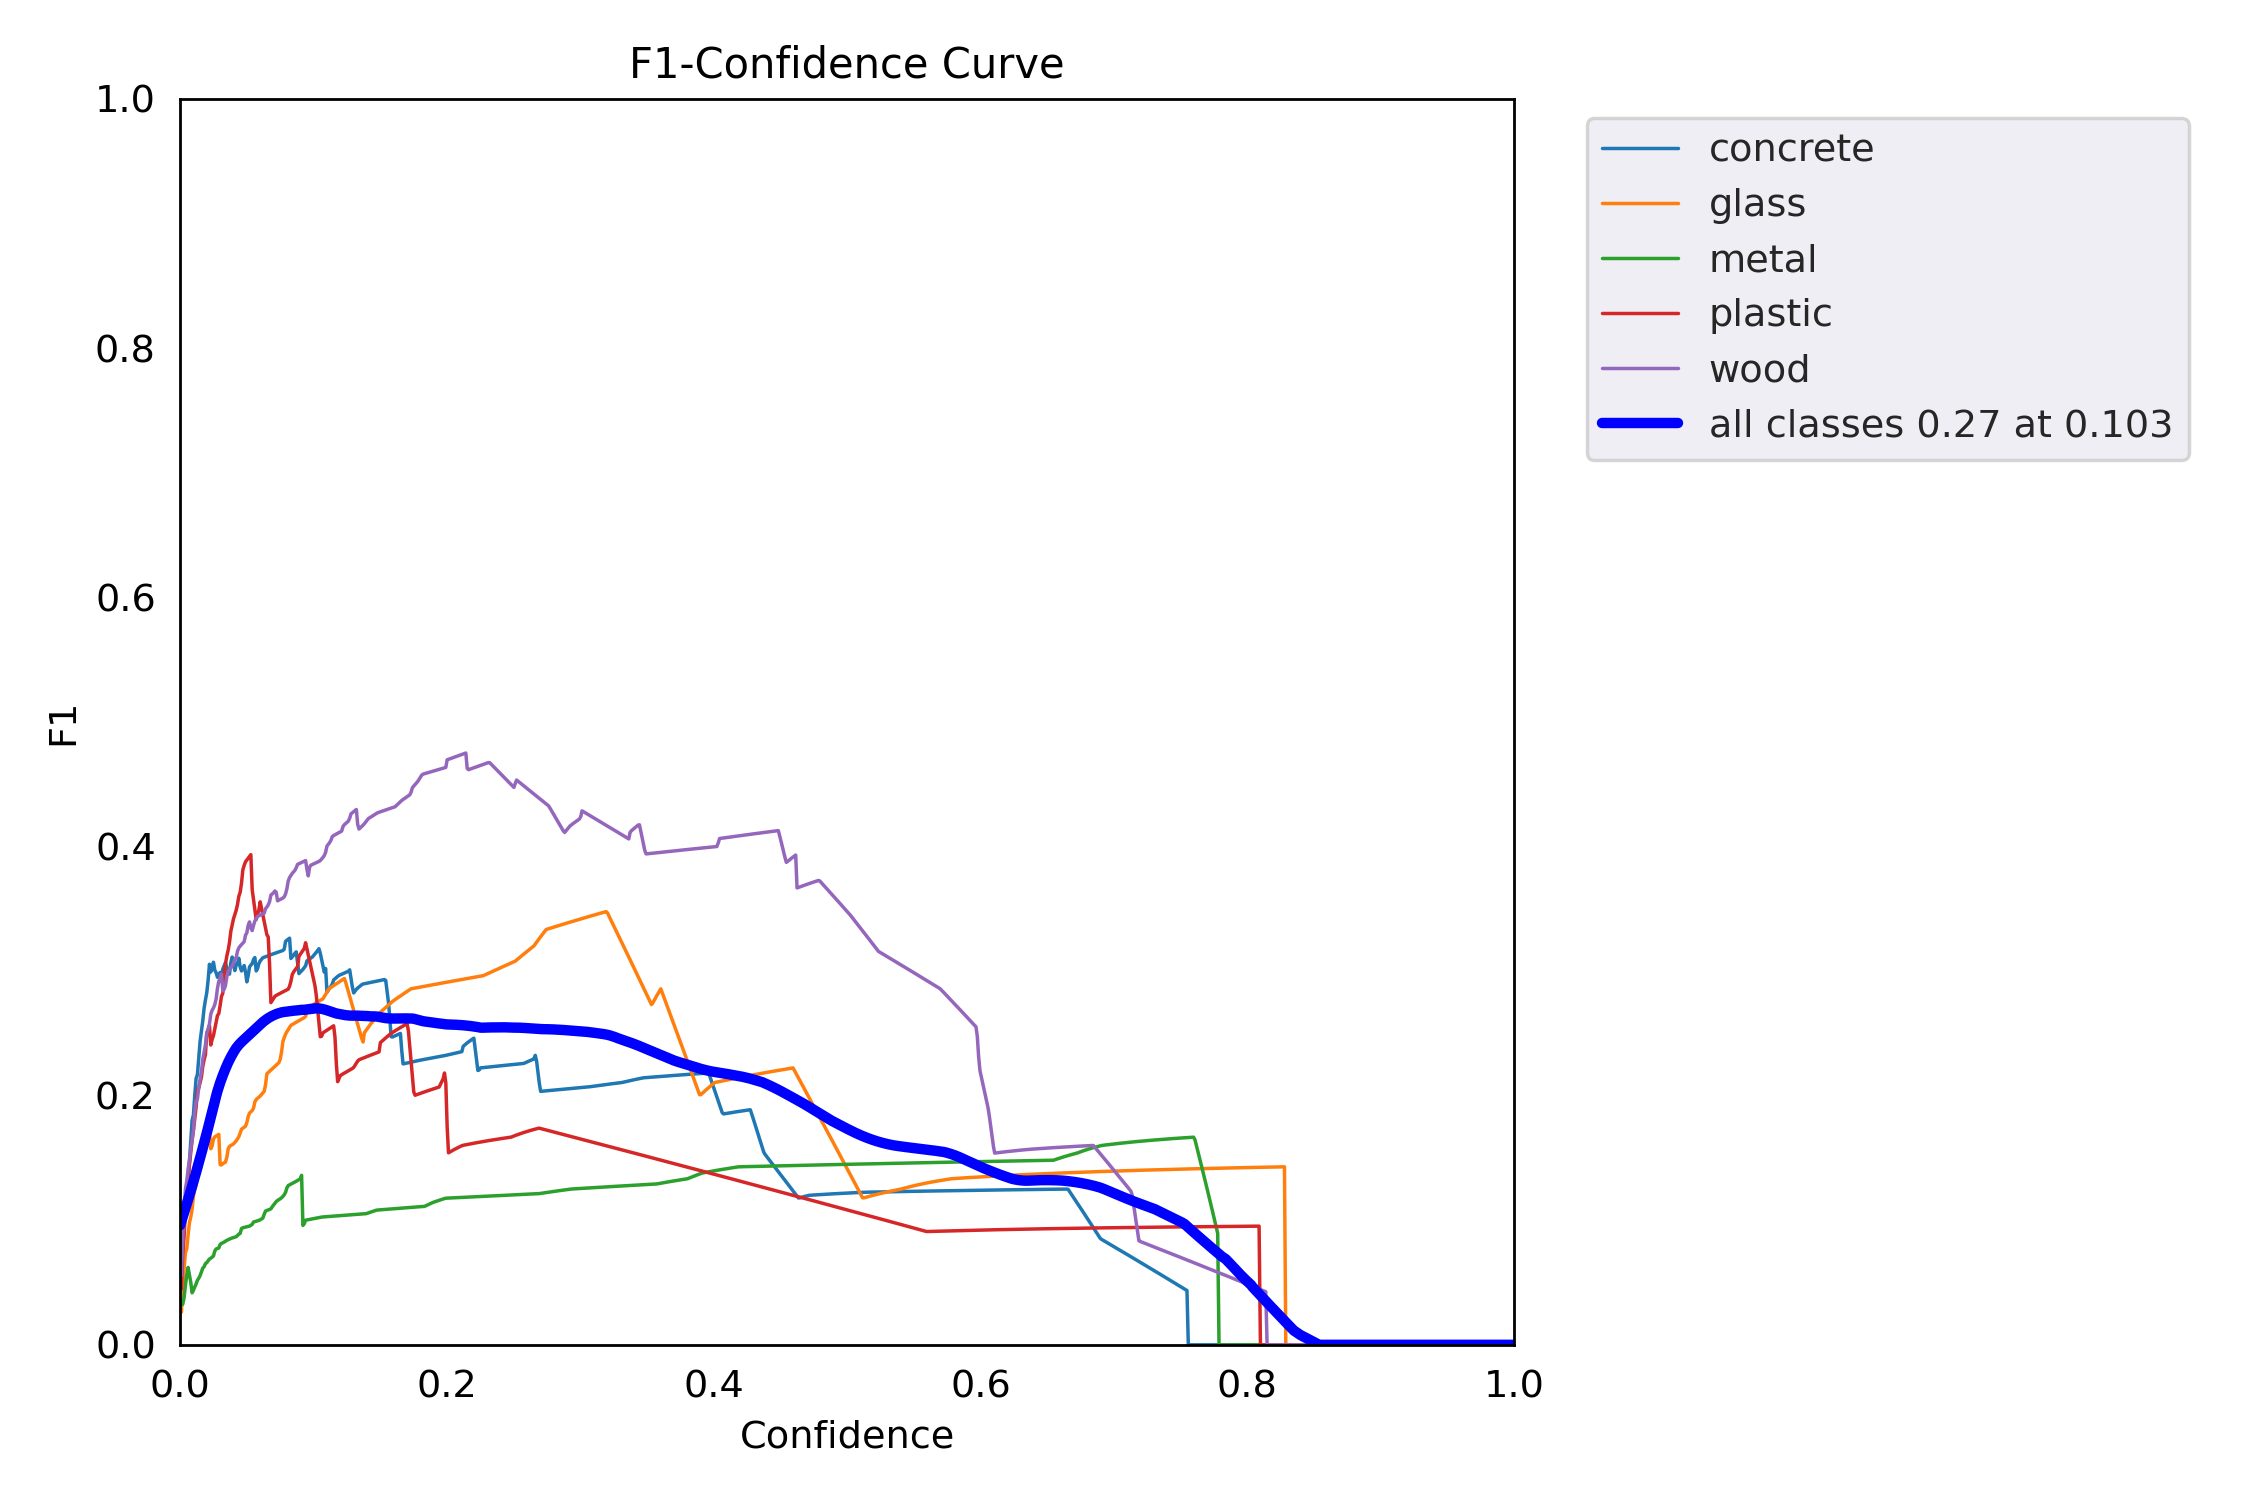 F1-Confidence Curve
1.0
0.8
0.6
0.4
0.2
0.0
F1
0.0 0.2 0.4 0.6 0.8 1.0
Confidence
concrete
glass
metal
plastic
wood
all classes 0.27 at 0.103